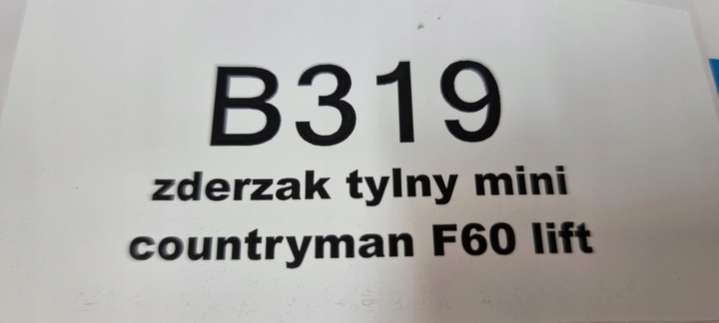 B319
zderzak tylny mini
countryman F60 lift